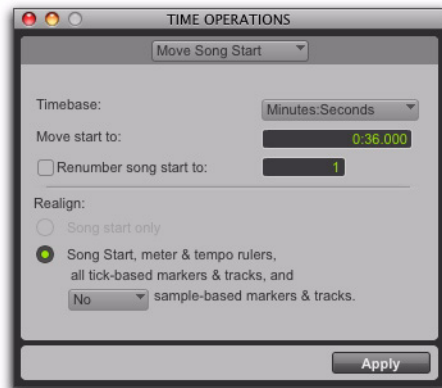 TIME OPERATIONS
Move Song Start
Timebase: Minutes:Seconds
Move start to: 0:36.000
Renumber song start to: 1
Realign:
Song start only
Song Start, meter & tempo rulers,
all tick-based markers & tracks, and
No sample-based markers & tracks.
Apply